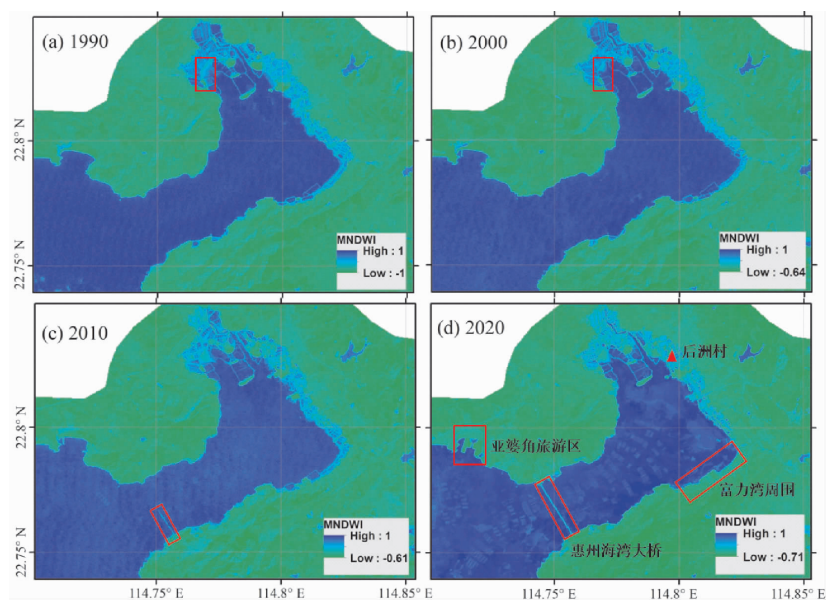 (a) 1990
(b) 2000
22.8° N
22.75° N
MNDWI
High : 1
Low : -1
MNDWI
High : 1
Low : -0.64
(c) 2010
(d) 2020
后洲村
亚婆角旅游区
富力湾周围
惠州海湾大桥
22.8° N
22.75° N
MNDWI
High : 1
Low : -0.61
MNDWI
High : 1
Low : -0.71
114.75° E
114.8° E
114.85° E
114.75° E
114.8° E
114.85° E